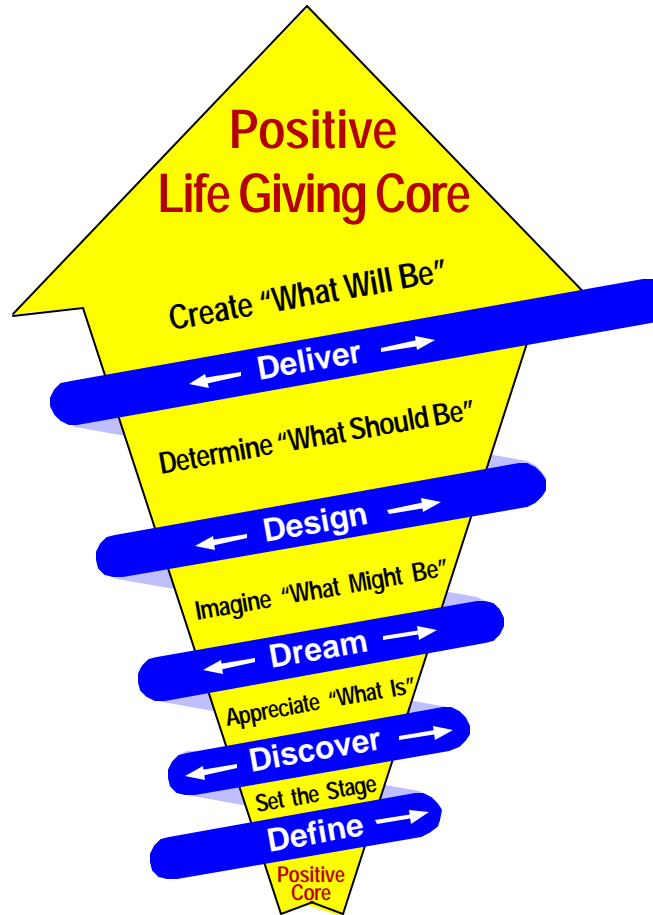 Positive
Life Giving Core
Create “What Will Be”
Deliver
Determine “What Should Be”
Design
Imagine “What Might Be”
Dream
Appreciate “What Is”
Discover
Set the Stage
Define
Positive
Core